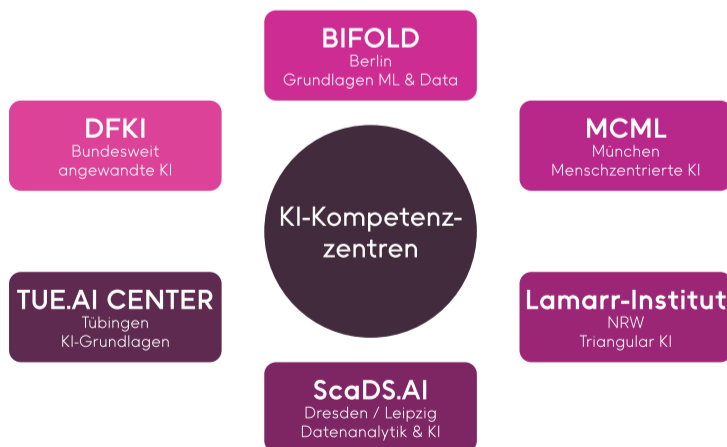 BIFOLD
Berlin
Grundlagen ML & Data
DFKI
Bundesweit
angewandte KI
MCML
München
Menschzentrierte KI
KI-Kompetenz-
zentren
TUE.AI CENTER
Tübingen
KI-Grundlagen
Lamarr-Institut
NRW
Triangular KI
ScaDS.AI
Dresden / Leipzig
Datenanalytik & KI